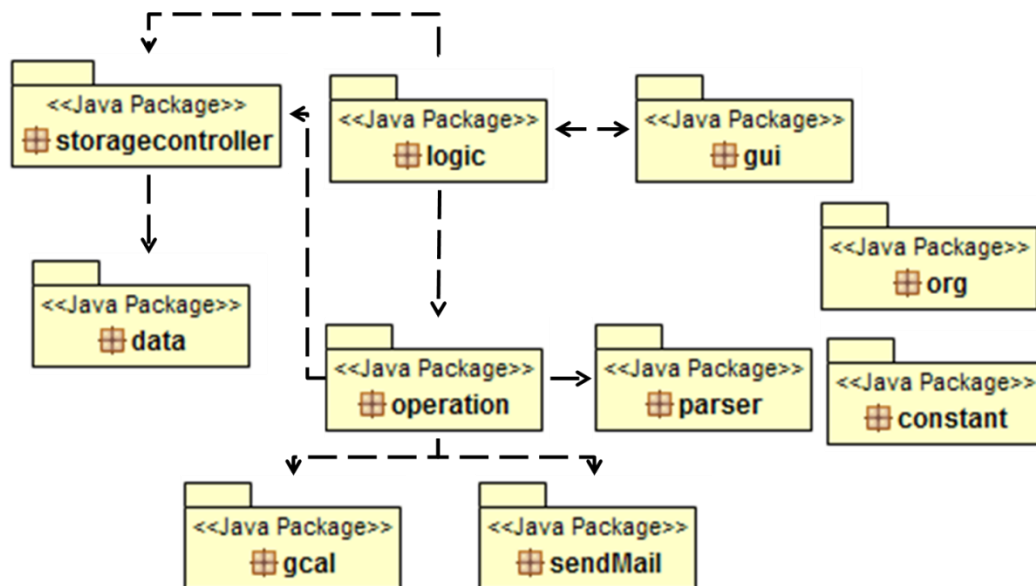 <<Java Package>>
storagecontroller
<<Java Package>>
logic
<<Java Package>>
gui
<<Java Package>>
org
<<Java Package>>
data
<<Java Package>>
operation
<<Java Package>>
parser
<<Java Package>>
constant
<<Java Package>>
gcal
<<Java Package>>
sendMail